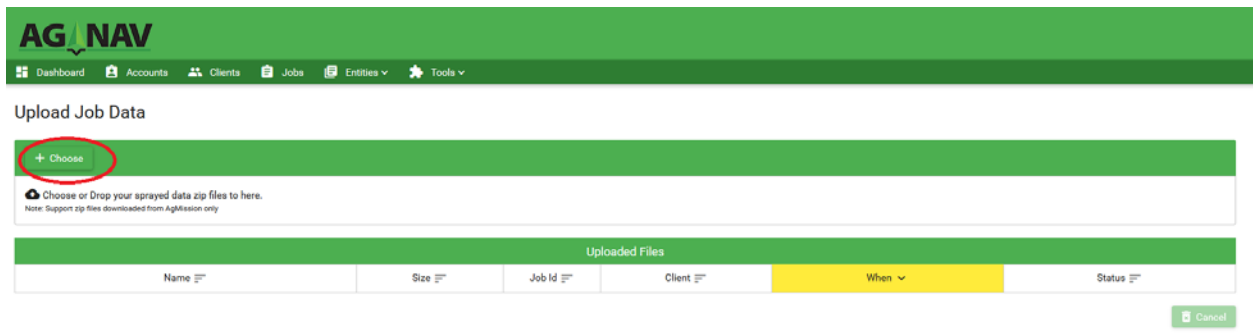 AG NAV
Dashboard Accounts Clients Jobs Entities Tools
Upload Job Data
+ Choose
Choose or Drop your sprayed data zip files to here.
Note: Support zip files downloaded from AgMission only
Uploaded Files
Name Size Job Id Client When Status
Cancel